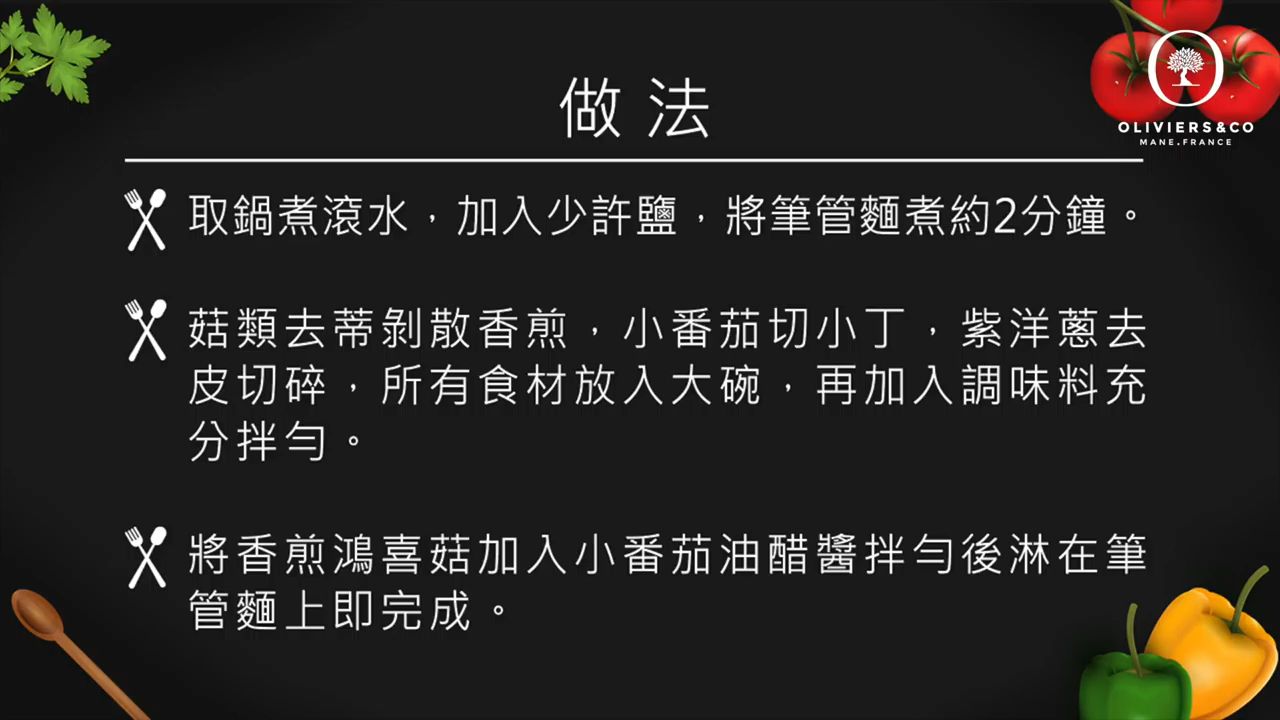 做法
OLIVIERS&CO
MANE.FRANCE
取鍋煮滾水，加入少許鹽，將筆管麵煮約2分鐘。
菇類去蒂剝散香煎，小番茄切小丁，紫洋蔥去
皮切碎，所有食材放入大碗，再加入調味料充
分拌勻。
將香煎鴻喜菇加入小番茄油醋醬拌勻後淋在筆
管麵上即完成。